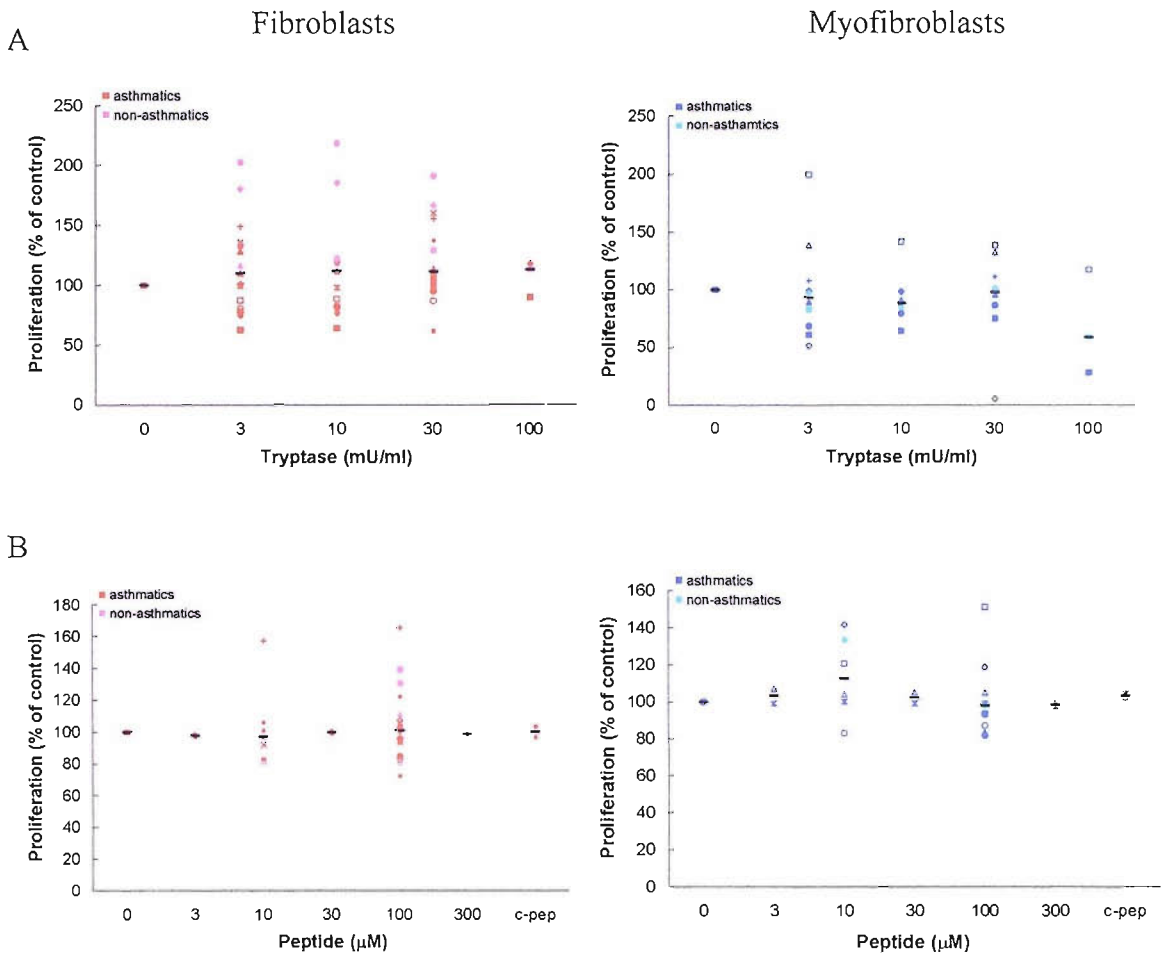 Fibroblasts
Myofibroblasts
A
asthmatics
non-asthmatics
250
200
150
100
50
0
Proliferation (% of control)
0 3 10 30 100
Tryptase (mU/ml)
asthmatics
non-asthamtics
250
200
150
100
50
0
Proliferation (% of control)
0 3 10 30 100
Tryptase (mU/ml)
B
asthmatics
non-asthmatics
180
160
140
120
100
80
60
40
20
0
Proliferation (% of control)
0 3 10 30 100 300 c-pep
Peptide (μM)
asthmatics
non-asthmatics
160
140
120
100
80
60
40
20
0
Proliferation (% of control)
0 3 10 30 100 300 c-pep
Peptide (μM)